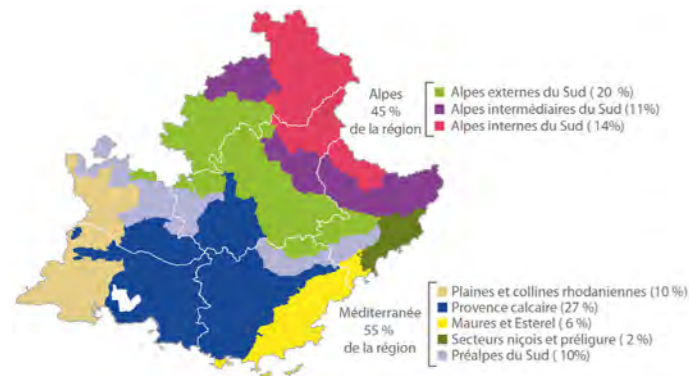 Alpes
45 %
de la région
Alpes externes du Sud ( 20 %)
Alpes intermédiaires du Sud (11%)
Alpes internes du Sud ( 14%)
Méditerranée
55 %
de la région
Plaines et collines rhodaniennes (10 %)
Provence calcaire (27 %)
Maures et Esterel ( 6 %)
Secteurs niçois et préligure ( 2 %)
Préalpes du Sud ( 10%)